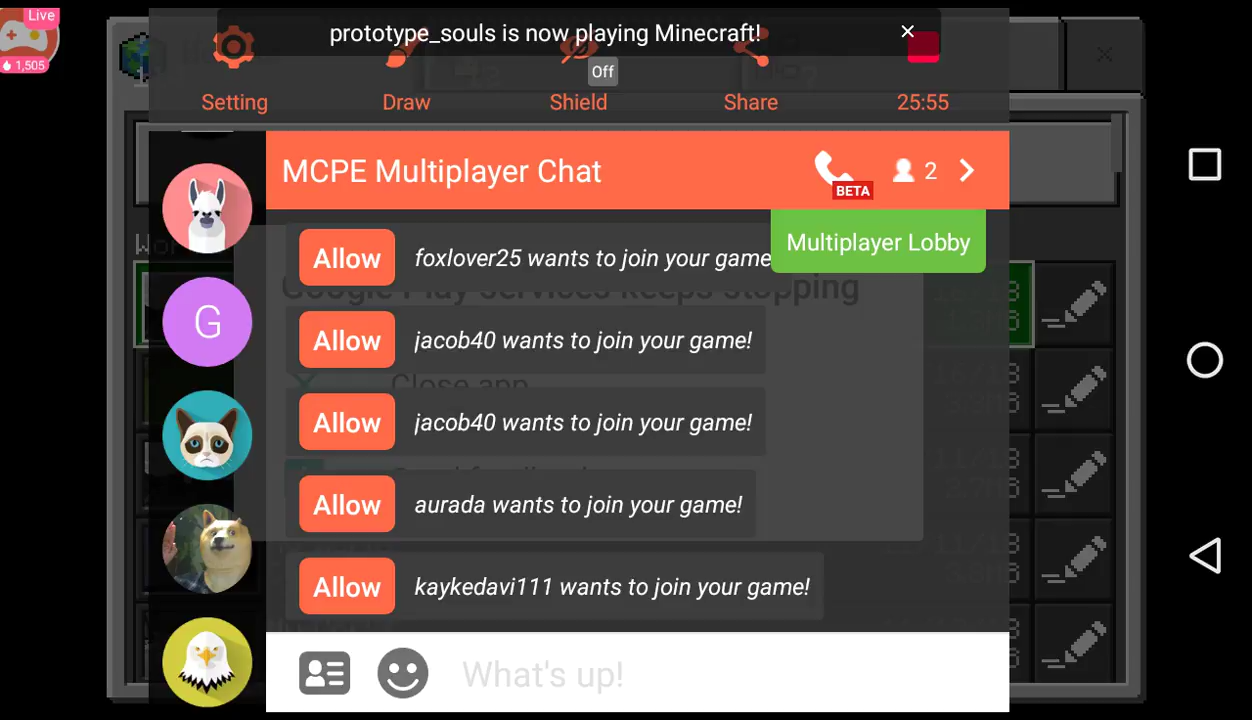 Live
1,505
prototype_souls is now playing Minecraft!
Off
Setting
Draw
Shield
Share
25:55
MCPE Multiplayer Chat
BETA
2
Multiplayer Lobby
Allow foxlover25 wants to join your game
Google Play services keeps stopping
Allow jacob40 wants to join your game!
Close app
Allow jacob40 wants to join your game!
Allow aurada wants to join your game!
Allow kaykedavi111 wants to join your game!
G
What's up!